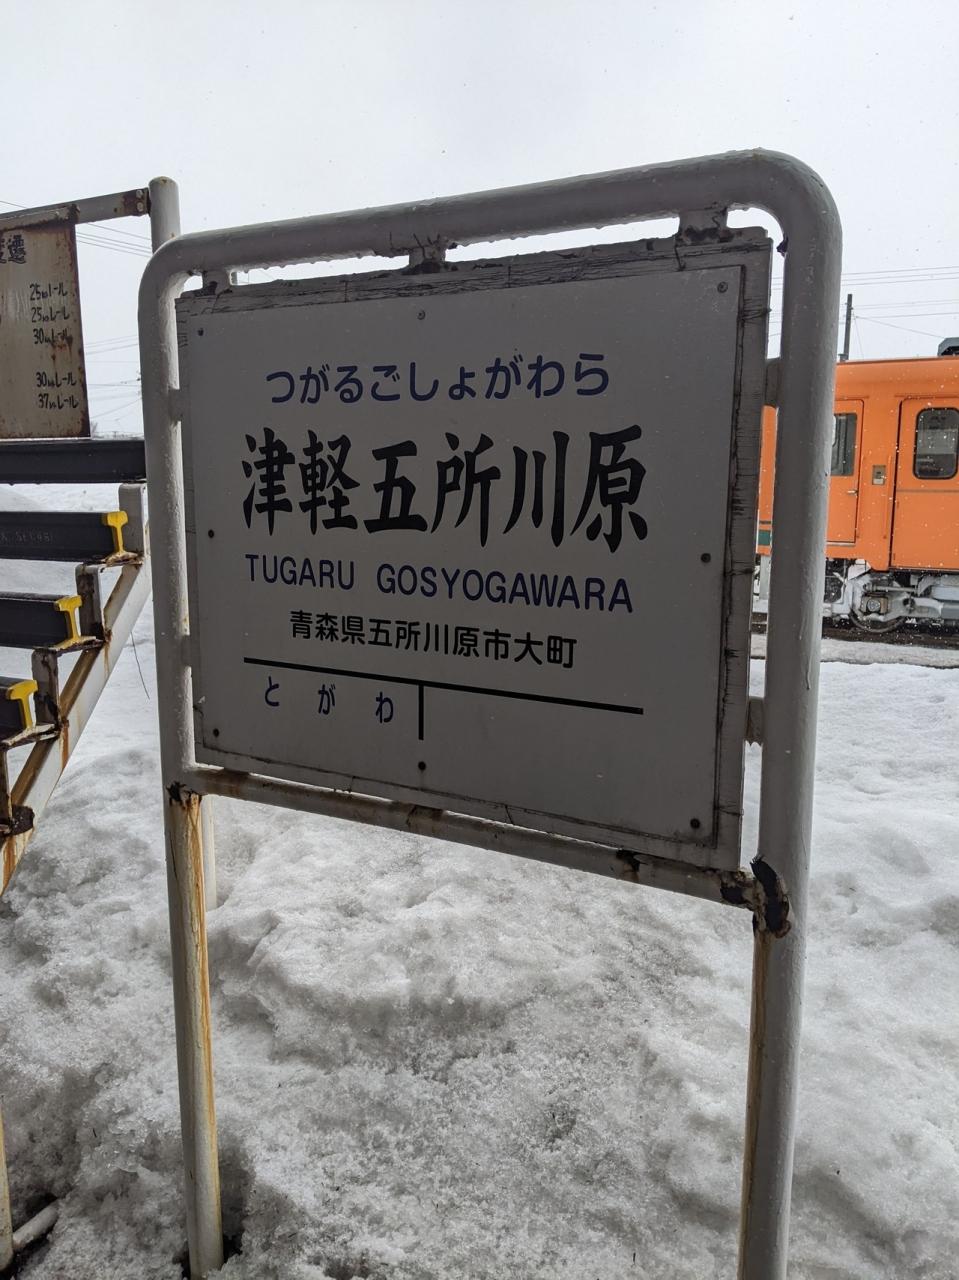 つがるごしょがわら
津軽五所川原
TUGARU GOSYOGAWARA
青森県五所川原市大町
とがわ
遷
25㎏レール
25㎏レール
30㎏レール
30㎏レール
37㎏レール